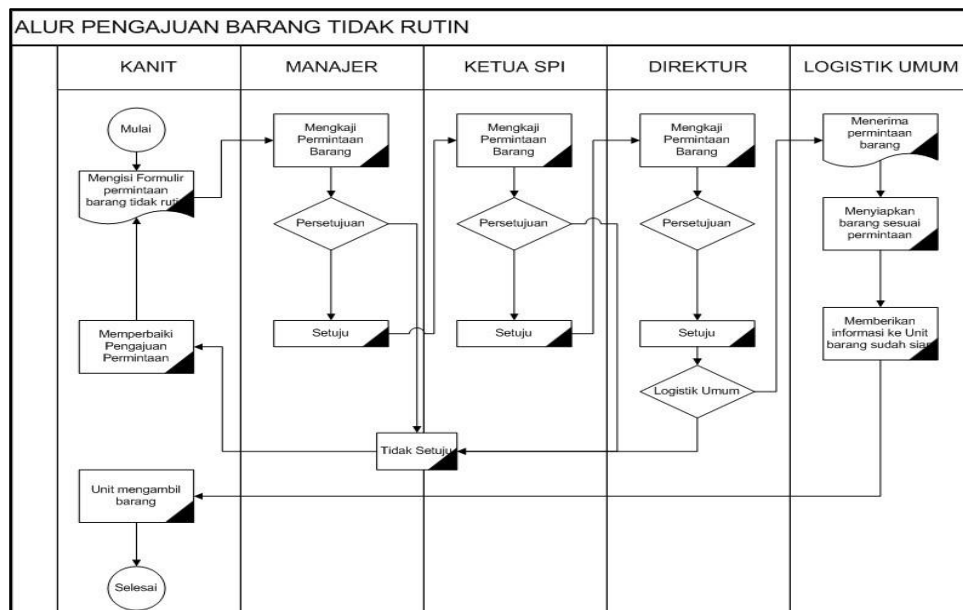 ALUR PENGAJUAN BARANG TIDAK RUTIN
KANIT
MANAJER
KETUA SPI
DIREKTUR
LOGISTIK UMUM
Mulai
Mengisi Formulir
permintaan
barang tidak rutin
Memperbaiki
Pengajuan
Permintaan
Unit mengambil
barang
Selesai
Mengkaji
Permintaan
Barang
Persetujuan
Setuju
Tidak Setuju
Mengkaji
Permintaan
Barang
Persetujuan
Setuju
Mengkaji
Permintaan
Barang
Persetujuan
Setuju
Logistik Umum
Menerima
permintaan
barang
Menyiapkan
barang sesuai
permintaan
Memberikan
informasi ke Unit
barang sudah siap